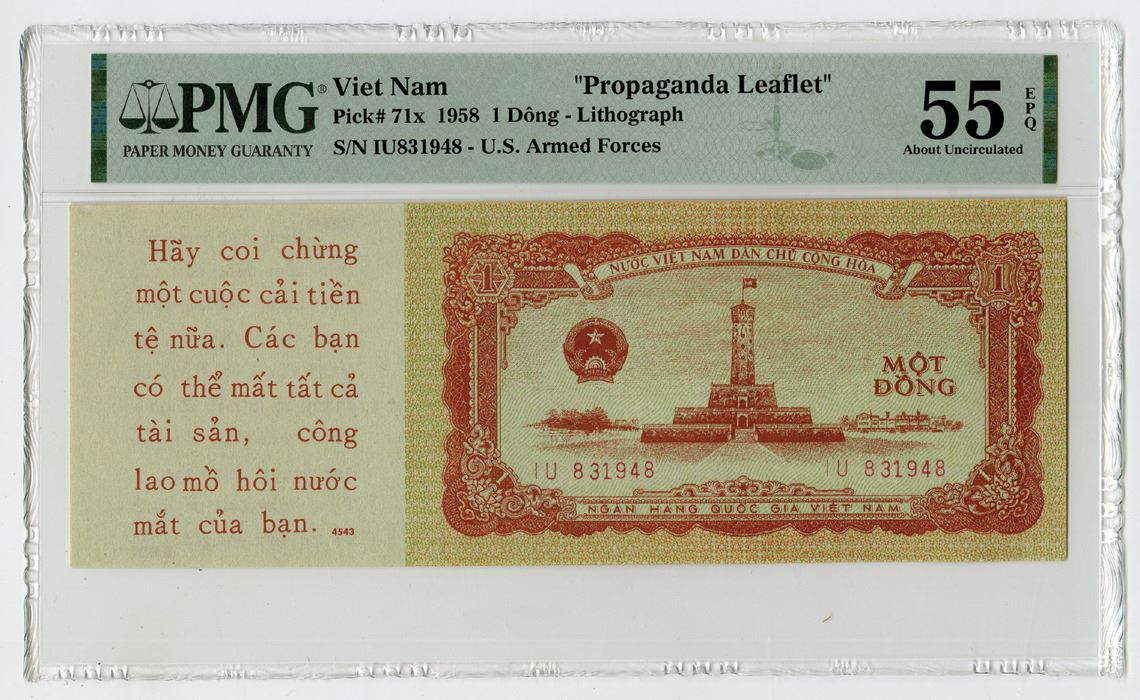 PMG® Viet Nam "Propaganda Leaflet"
Pick# 71x 1958 1 Dông - Lithograph
PAPER MONEY GUARANTY S/N IU831948 - U.S. Armed Forces
55 EPQ
About Uncirculated
Hãy coi chừng
một cuộc cải tiền
tệ nữa. Các bạn
có thể mất tất cả
tài sản, công
lao mồ hôi nước
mắt của bạn. 4543
NƯỚC VIỆT NAM DÂN CHỦ CỘNG HÒA
1 1
MỘT
ĐỒNG
IU 831948 IU 831948
NGÂN HÀNG QUỐC GIA VIỆT NAM